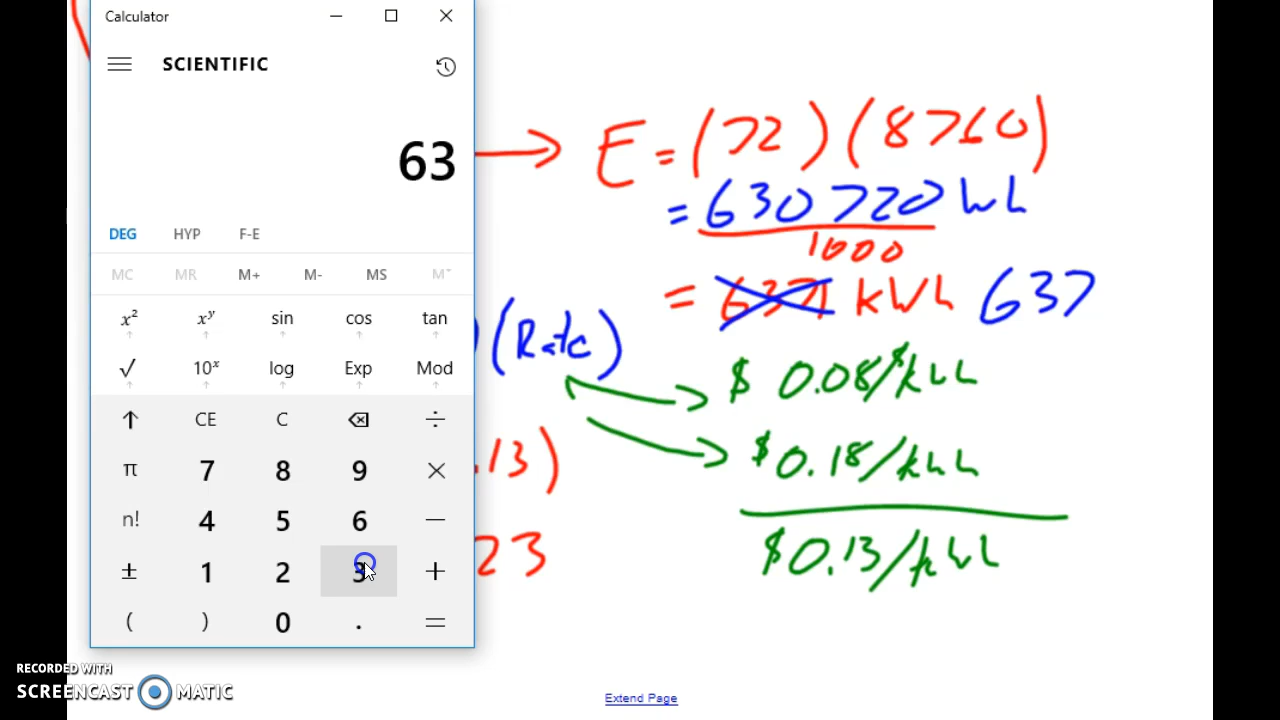 Calculator
SCIENTIFIC
63
DEG HYP F-E
MC MR M+ M- MS M˅
x² xʸ sin cos tan
√ 10ˣ log Exp Mod
↑ CE C ⌫ ÷
π 7 8 9 ×
n! 4 5 6 −
± 1 2 3 +
( ) 0 . =
E = (72)(8760)
= 630720 Wh
1000
= 6371 kWh 637
(Rate)
$ 0.08/$kWh
$0.18/kWh
.13)
23
$0.13/kWh
Extend Page
RECORDED WITH
SCREENCAST MATIC